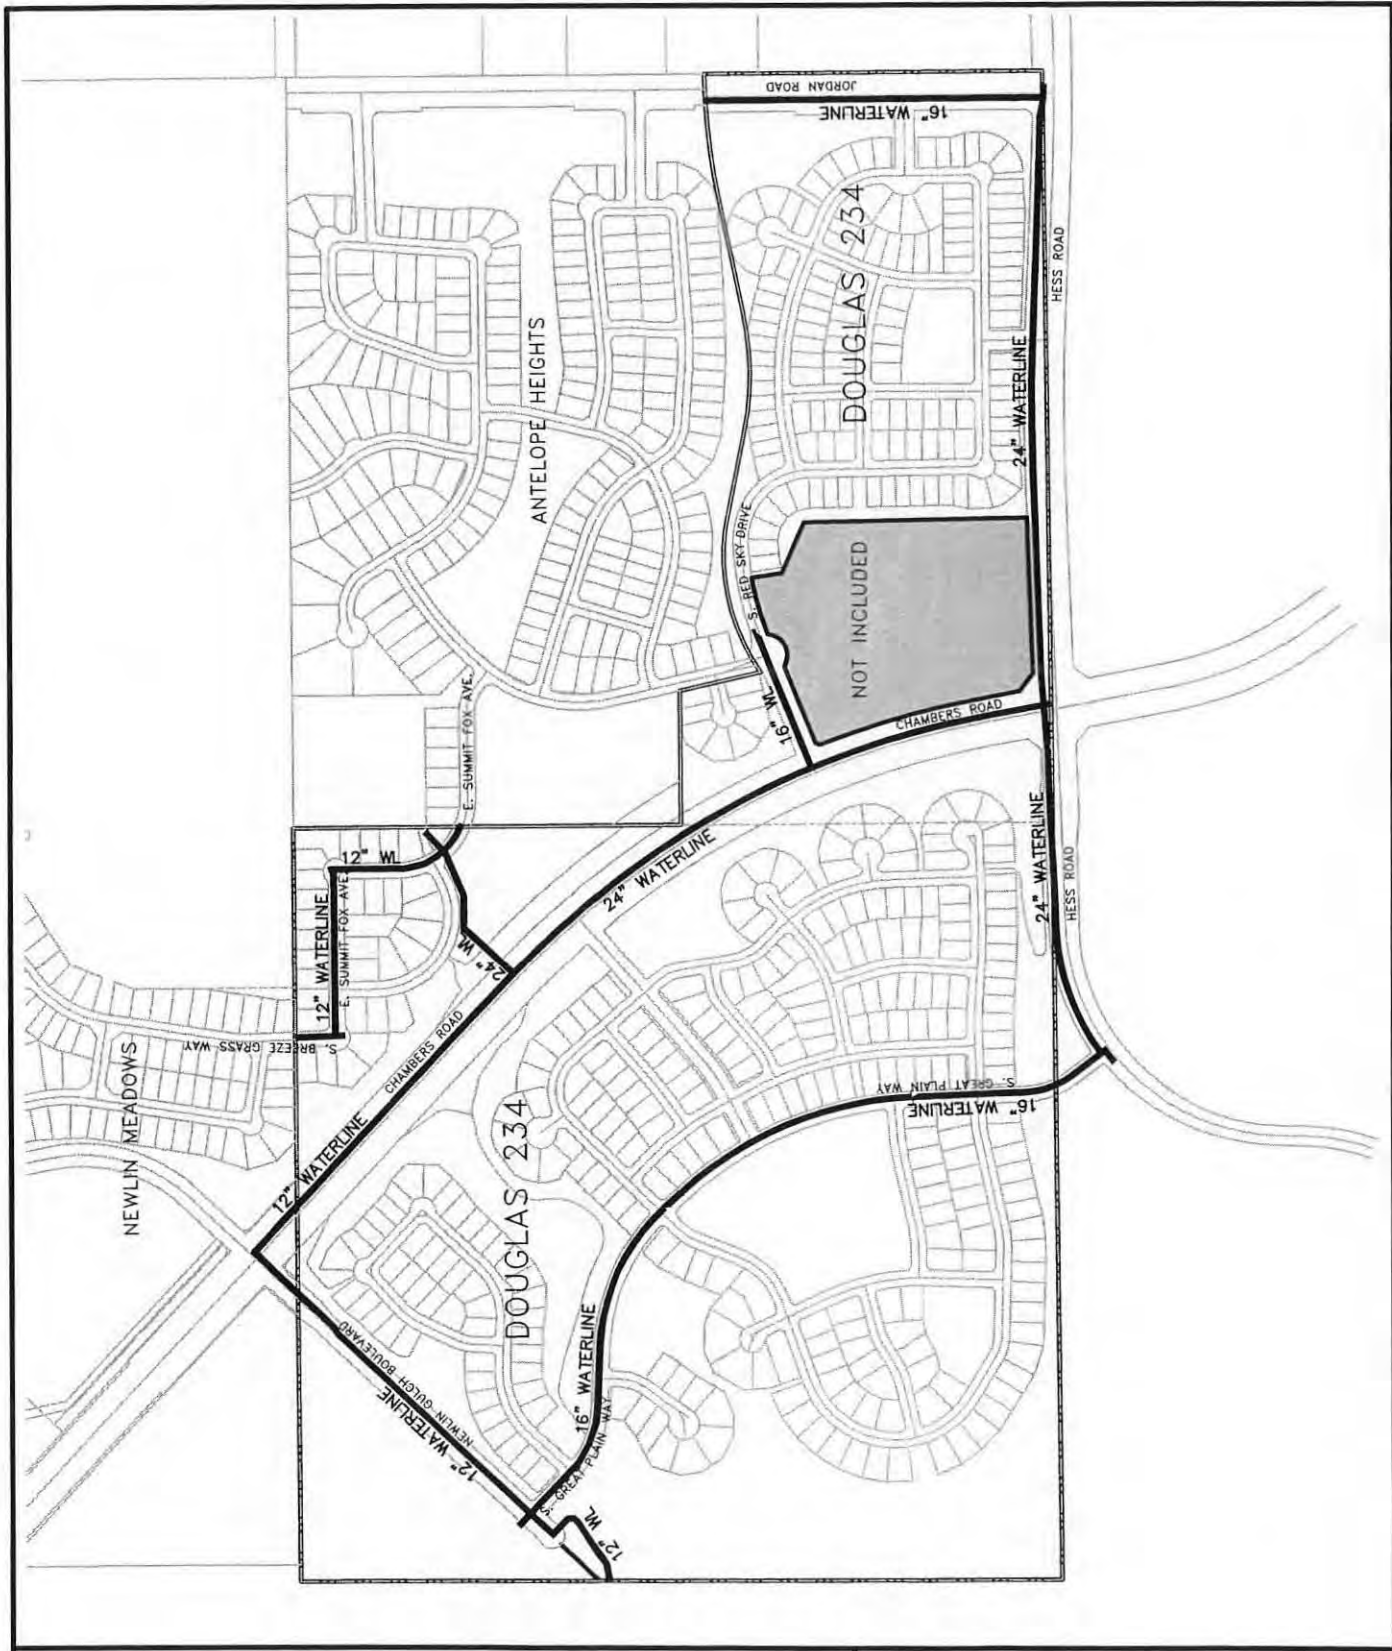 JORDAN ROAD
16" WATERLINE
DOUGLAS 234
HESS ROAD
24" WATERLINE
ANTELOPE HEIGHTS
S. RED SKY DRIVE
NOT INCLUDED
16" WL
CHAMBERS ROAD
E. SUMMIT FOX AVE.
12" WL
E. SUMMIT FOX AVE.
12" WATERLINE
24" WL
24" WATERLINE
24" WATERLINE
HESS ROAD
S. BREEZE GRASS WAY
CHAMBERS ROAD
NEWLIN MEADOWS
12" WATERLINE
DOUGLAS 234
S. GREAT PLAIN WAY
16" WATERLINE
NEWLIN GULCH BOULEVARD
12" WATERLINE
16" WATERLINE
S. GREAT PLAIN WAY
12" WL